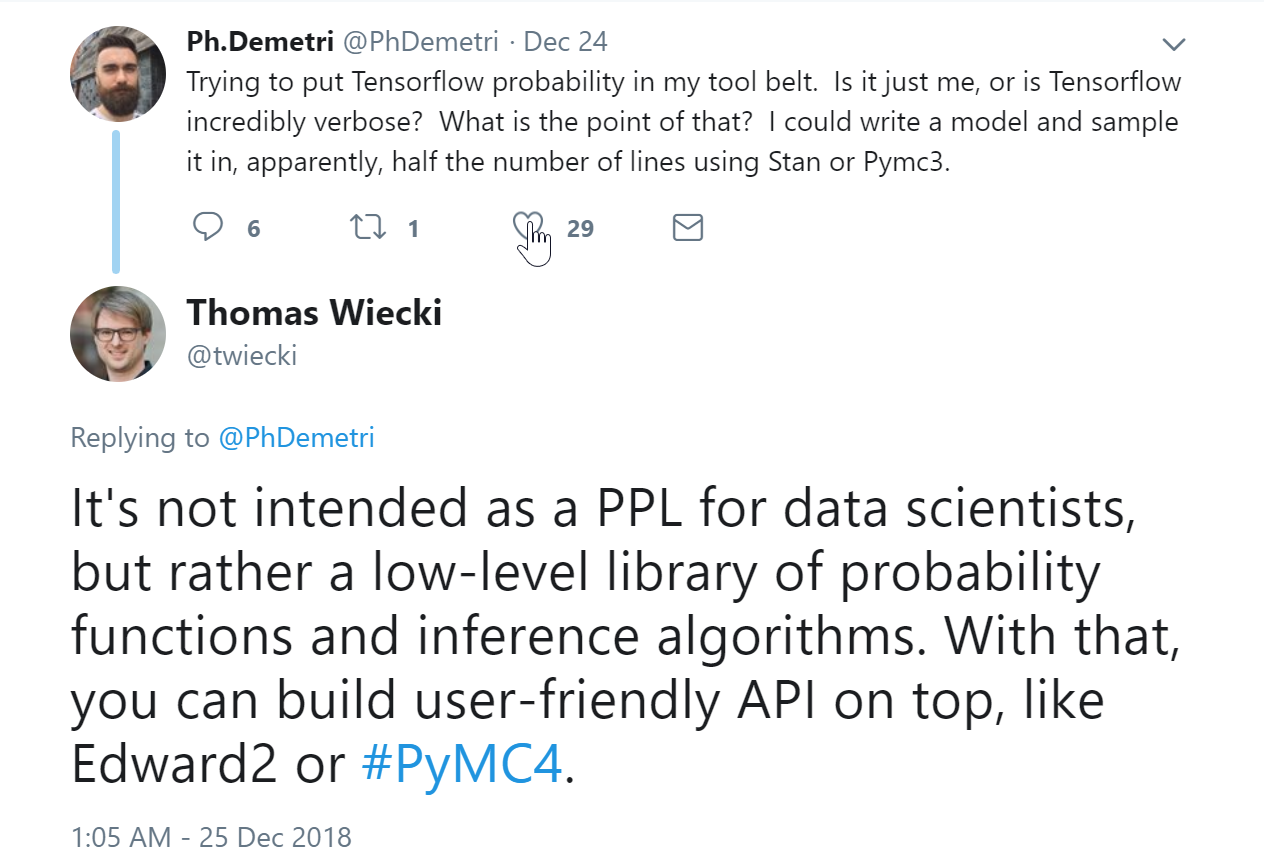 Ph.Demetri @PhDemetri · Dec 24
Trying to put Tensorflow probability in my tool belt.  Is it just me, or is Tensorflow
incredibly verbose?  What is the point of that?  I could write a model and sample
it in, apparently, half the number of lines using Stan or Pymc3.
6 1 29
Thomas Wiecki
@twiecki
Replying to @PhDemetri
It's not intended as a PPL for data scientists,
but rather a low-level library of probability
functions and inference algorithms. With that,
you can build user-friendly API on top, like
Edward2 or #PyMC4.
1:05 AM - 25 Dec 2018